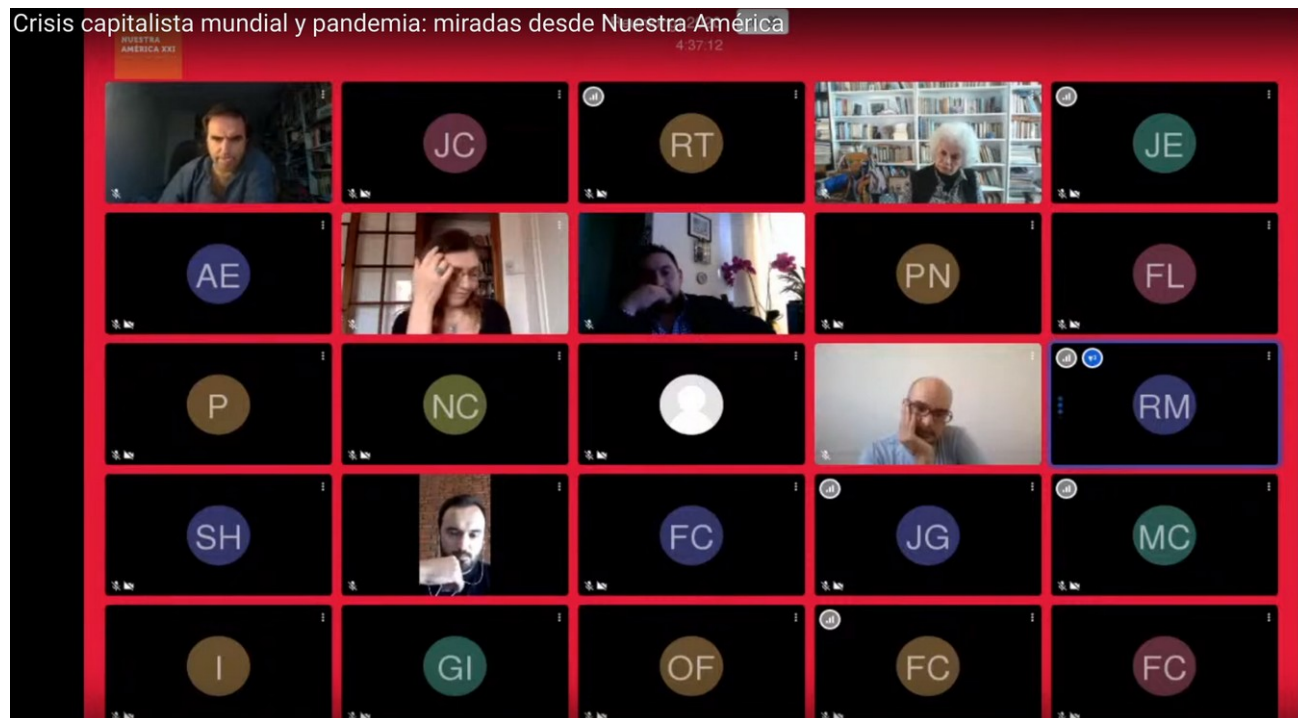 Crisis capitalista mundial y pandemia: miradas desde Nuestra América
NUESTRA
AMÉRICA XXI
4:37:12
JC
RT
JE
AE
PN
FL
P
NC
RM
SH
FC
JG
MC
I
GI
OF
FC
FC